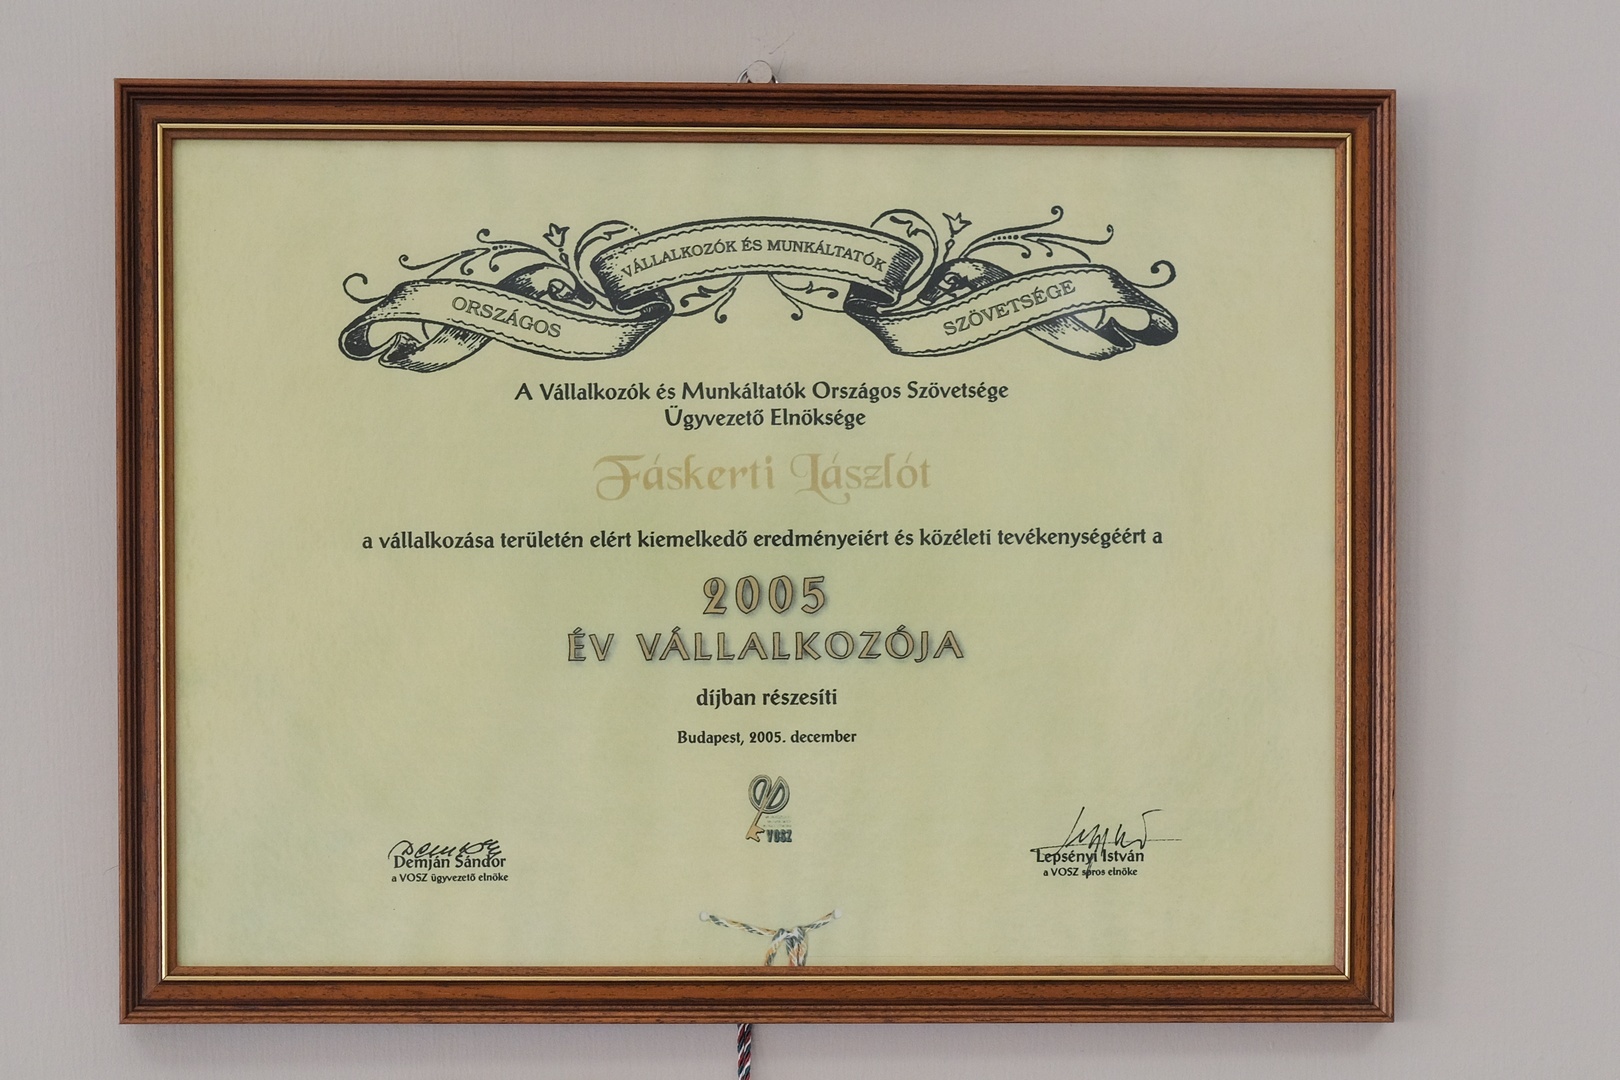 ORSZÁGOS
VÁLLALKOZÓK ÉS MUNKÁLTATÓK
SZÖVETSÉGE
A Vállalkozók és Munkáltatók Országos Szövetsége
Ügyvezető Elnöksége
Fáskerti Lászlót
a vállalkozása területén elért kiemelkedő eredményeiért és közéleti tevékenységéért a
2005
ÉV VÁLLALKOZÓJA
díjban részesíti
Budapest, 2005. december
VOSZ
Demján Sándor
a VOSZ ügyvezető elnöke
Lepsényi István
a VOSZ soros elnöke